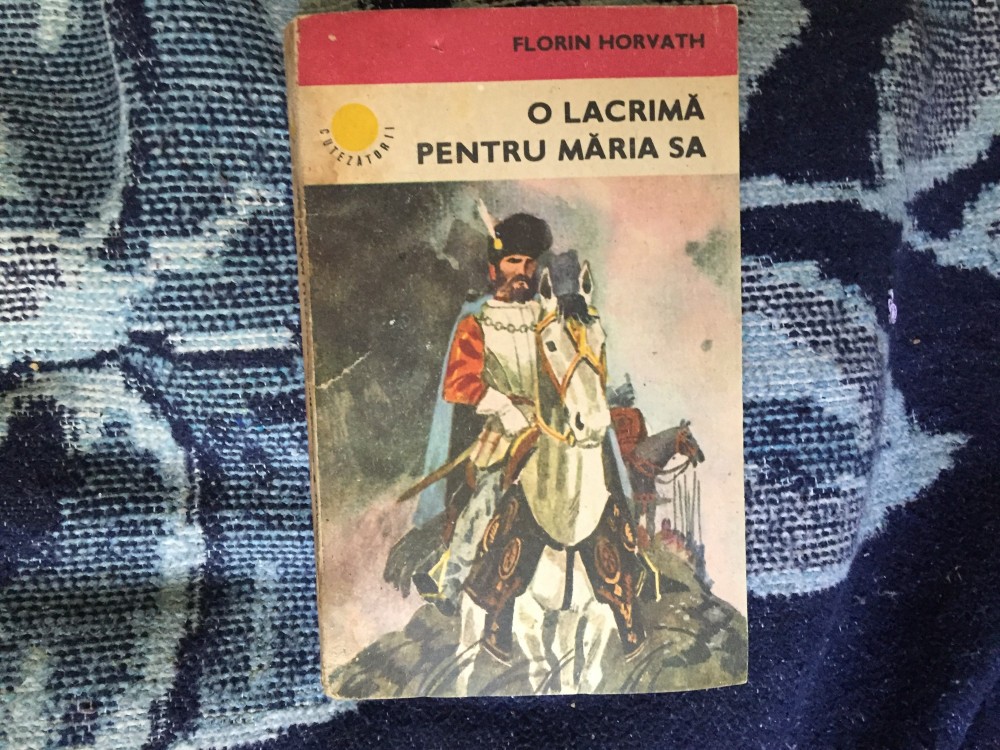 FLORIN HORVATH
O LACRIMĂ
PENTRU MĂRIA SA
CUTEZĂTORII